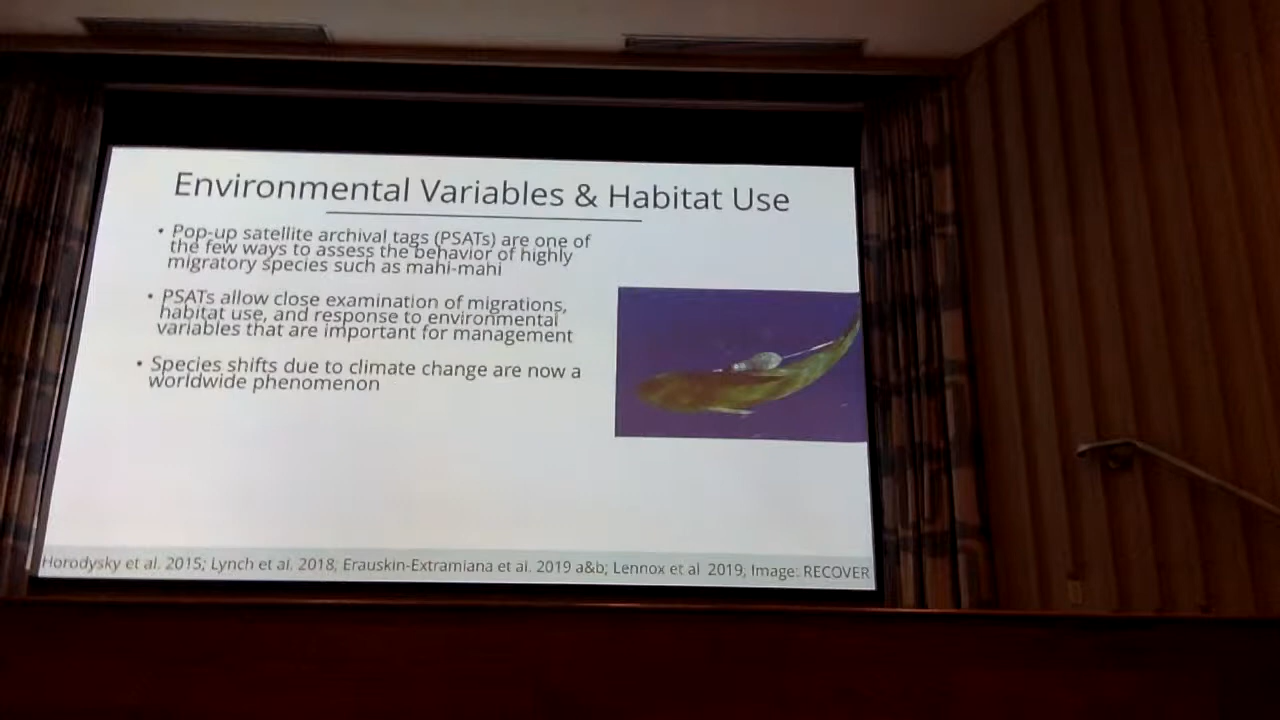 Environmental Variables & Habitat Use
• Pop-up satellite archival tags (PSATs) are one of
the few ways to assess the behavior of highly
migratory species such as mahi-mahi
• PSATs allow close examination of migrations,
habitat use, and response to environmental
variables that are important for management
• Species shifts due to climate change are now a
worldwide phenomenon
Horodysky et al. 2015; Lynch et al. 2018; Erauskin-Extramiana et al. 2019 a&b; Lennox et al 2019; Image: RECOVER